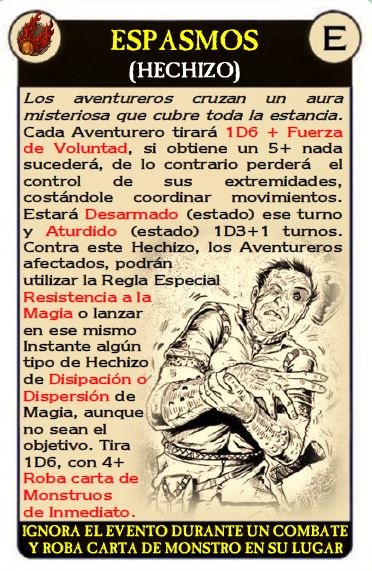 ESPASMOS
E
(HECHIZO)
Los aventureros cruzan un aura
misteriosa que cubre toda la estancia.
Cada Aventurero tirará 1D6 + Fuerza
de Voluntad, si obtiene un 5+ nada
sucederá, de lo contrario perderá el
control de sus extremidades,
costándole coordinar movimientos.
Estará Desarmado (estado) ese turno
y Aturdido (estado) 1D3+1 turnos.
Contra este Hechizo, los Aventureros
afectados, podrán
utilizar la Regla Especial
Resistencia a la
Magia o lanzar
en ese mismo
Instante algún
tipo de Hechizo
de Disipación o
Dispersión de
Magia, aunque
no sean el
objetivo. Tira
1D6, con 4+
Roba carta de
Monstruos
de Inmediato.
IGNORA EL EVENTO DURANTE UN COMBATE
Y ROBA CARTA DE MONSTRO EN SU LUGAR